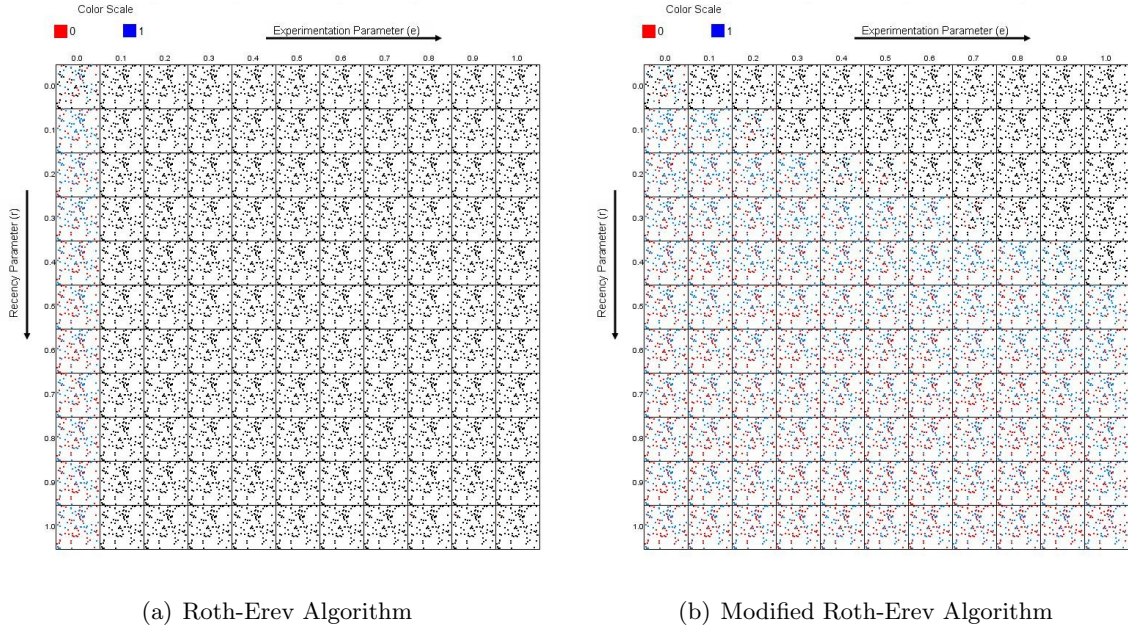 Color Scale
0 1
Experimentation Parameter (e)
0.0 0.1 0.2 0.3 0.4 0.5 0.6 0.7 0.8 0.9 1.0
Recency Parameter (r)
0.0
0.1
0.2
0.3
0.4
0.5
0.6
0.7
0.8
0.9
1.0
(a) Roth-Erev Algorithm
Color Scale
0 1
Experimentation Parameter (e)
0.0 0.1 0.2 0.3 0.4 0.5 0.6 0.7 0.8 0.9 1.0
Recency Parameter (r)
0.0
0.1
0.2
0.3
0.4
0.5
0.6
0.7
0.8
0.9
1.0
(b) Modified Roth-Erev Algorithm